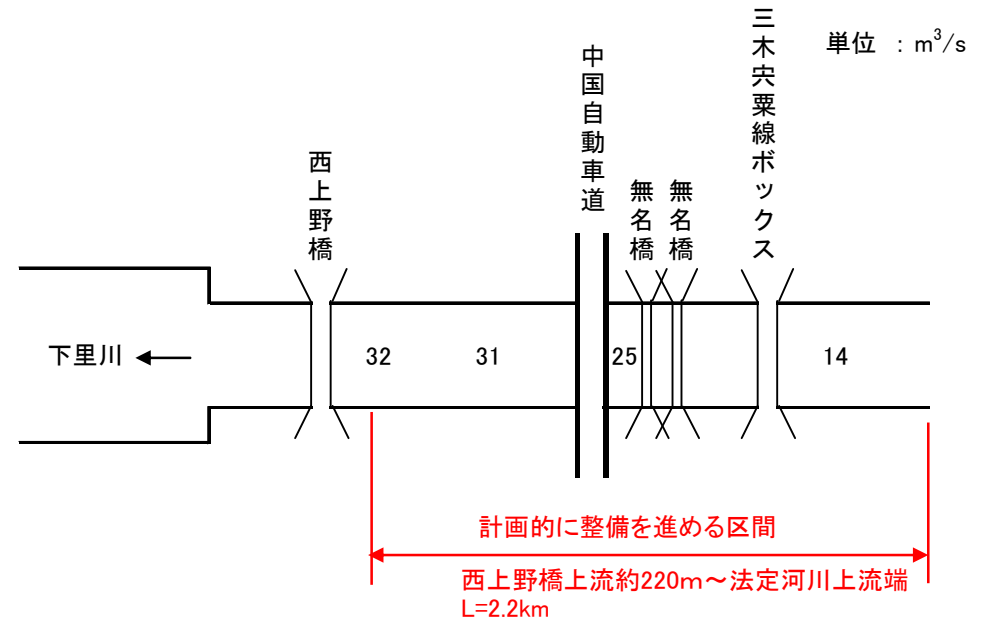 単位 : m³/s
三木宍粟線ボックス
中国自動車道
西上野橋
無名橋
無名橋
下里川
32
31
25
14
計画的に整備を進める区間
西上野橋上流約220m～法定河川上流端
L=2.2km